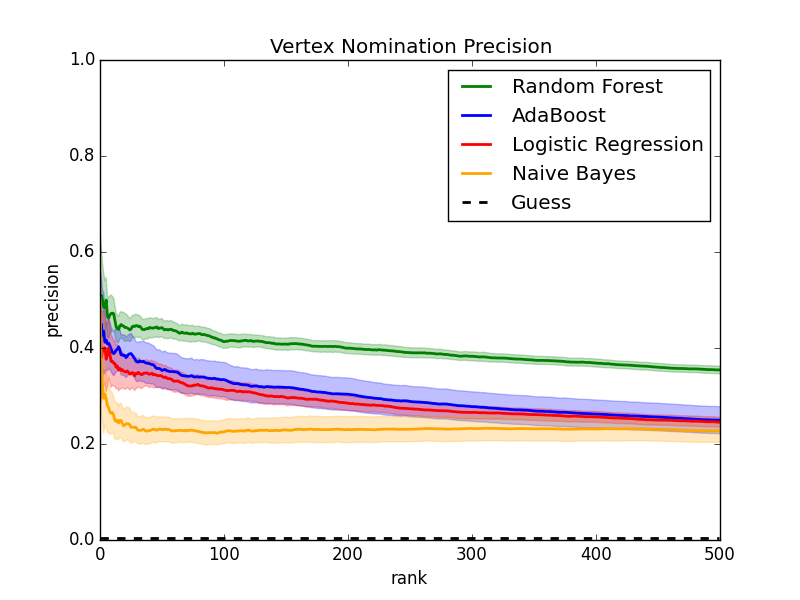 Vertex Nomination Precision
1.0
0.8
0.6
0.4
0.2
0.0
precision
Random Forest
AdaBoost
Logistic Regression
Naive Bayes
Guess
0 100 200 300 400 500
rank